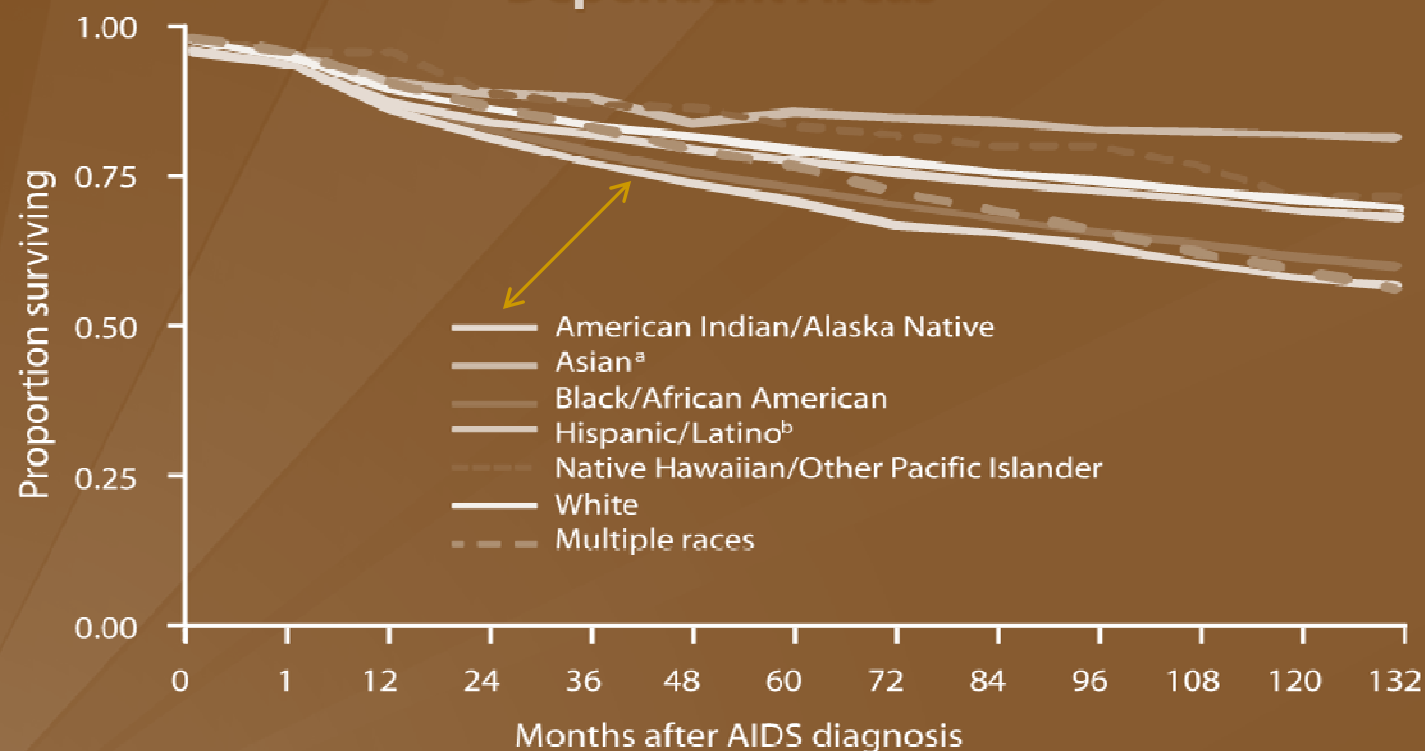 1.00
0.75
0.50
0.25
0.00
Proportion surviving
American Indian/Alaska Native
Asianᵃ
Black/African American
Hispanic/Latinoᵇ
Native Hawaiian/Other Pacific Islander
White
Multiple races
0 1 12 24 36 48 60 72 84 96 108 120 132
Months after AIDS diagnosis